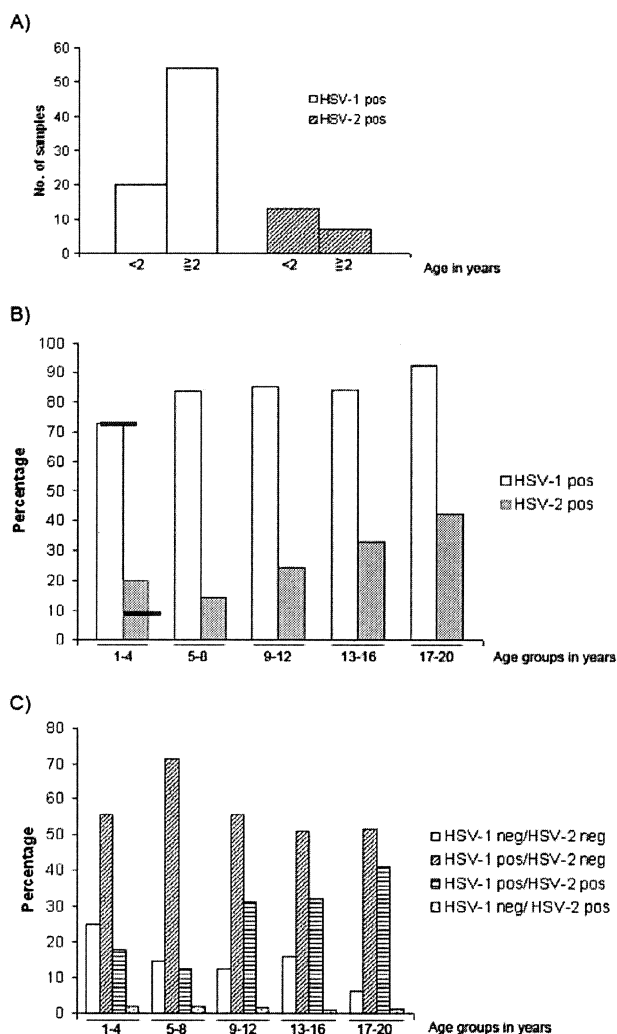 A)
60
50
40
30
20
10
0
No. of samples
HSV-1 pos
HSV-2 pos
<2 ≧2 <2 ≧2
Age in years
B)
100
90
80
70
60
50
40
30
20
10
0
Percentage
HSV-1 pos
HSV-2 pos
1-4 5-8 9-12 13-16 17-20
Age groups in years
C)
80
70
60
50
40
30
20
10
0
Percentage
HSV-1 neg/HSV-2 neg
HSV-1 pos/HSV-2 neg
HSV-1 pos/HSV-2 pos
HSV-1 neg/ HSV-2 pos
1-4 5-8 9-12 13-16 17-20
Age groups in years